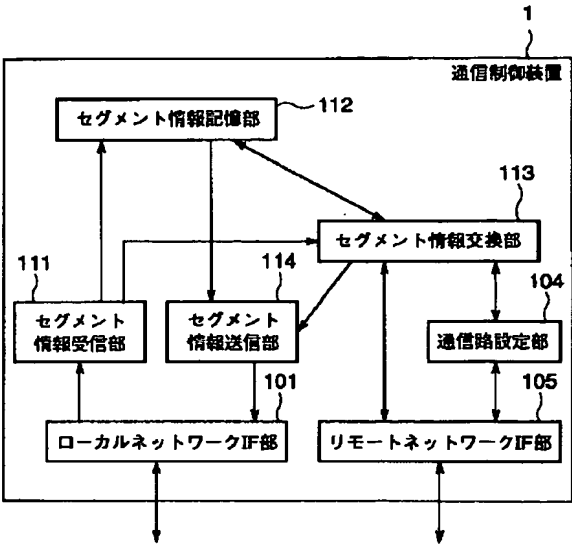 1
通信制御装置
セグメント情報記憶部
112
113
セグメント情報交換部
111
114
104
セグメント
情報受信部
セグメント
情報送信部
通信路設定部
101
105
ローカルネットワークIF部
リモートネットワークIF部